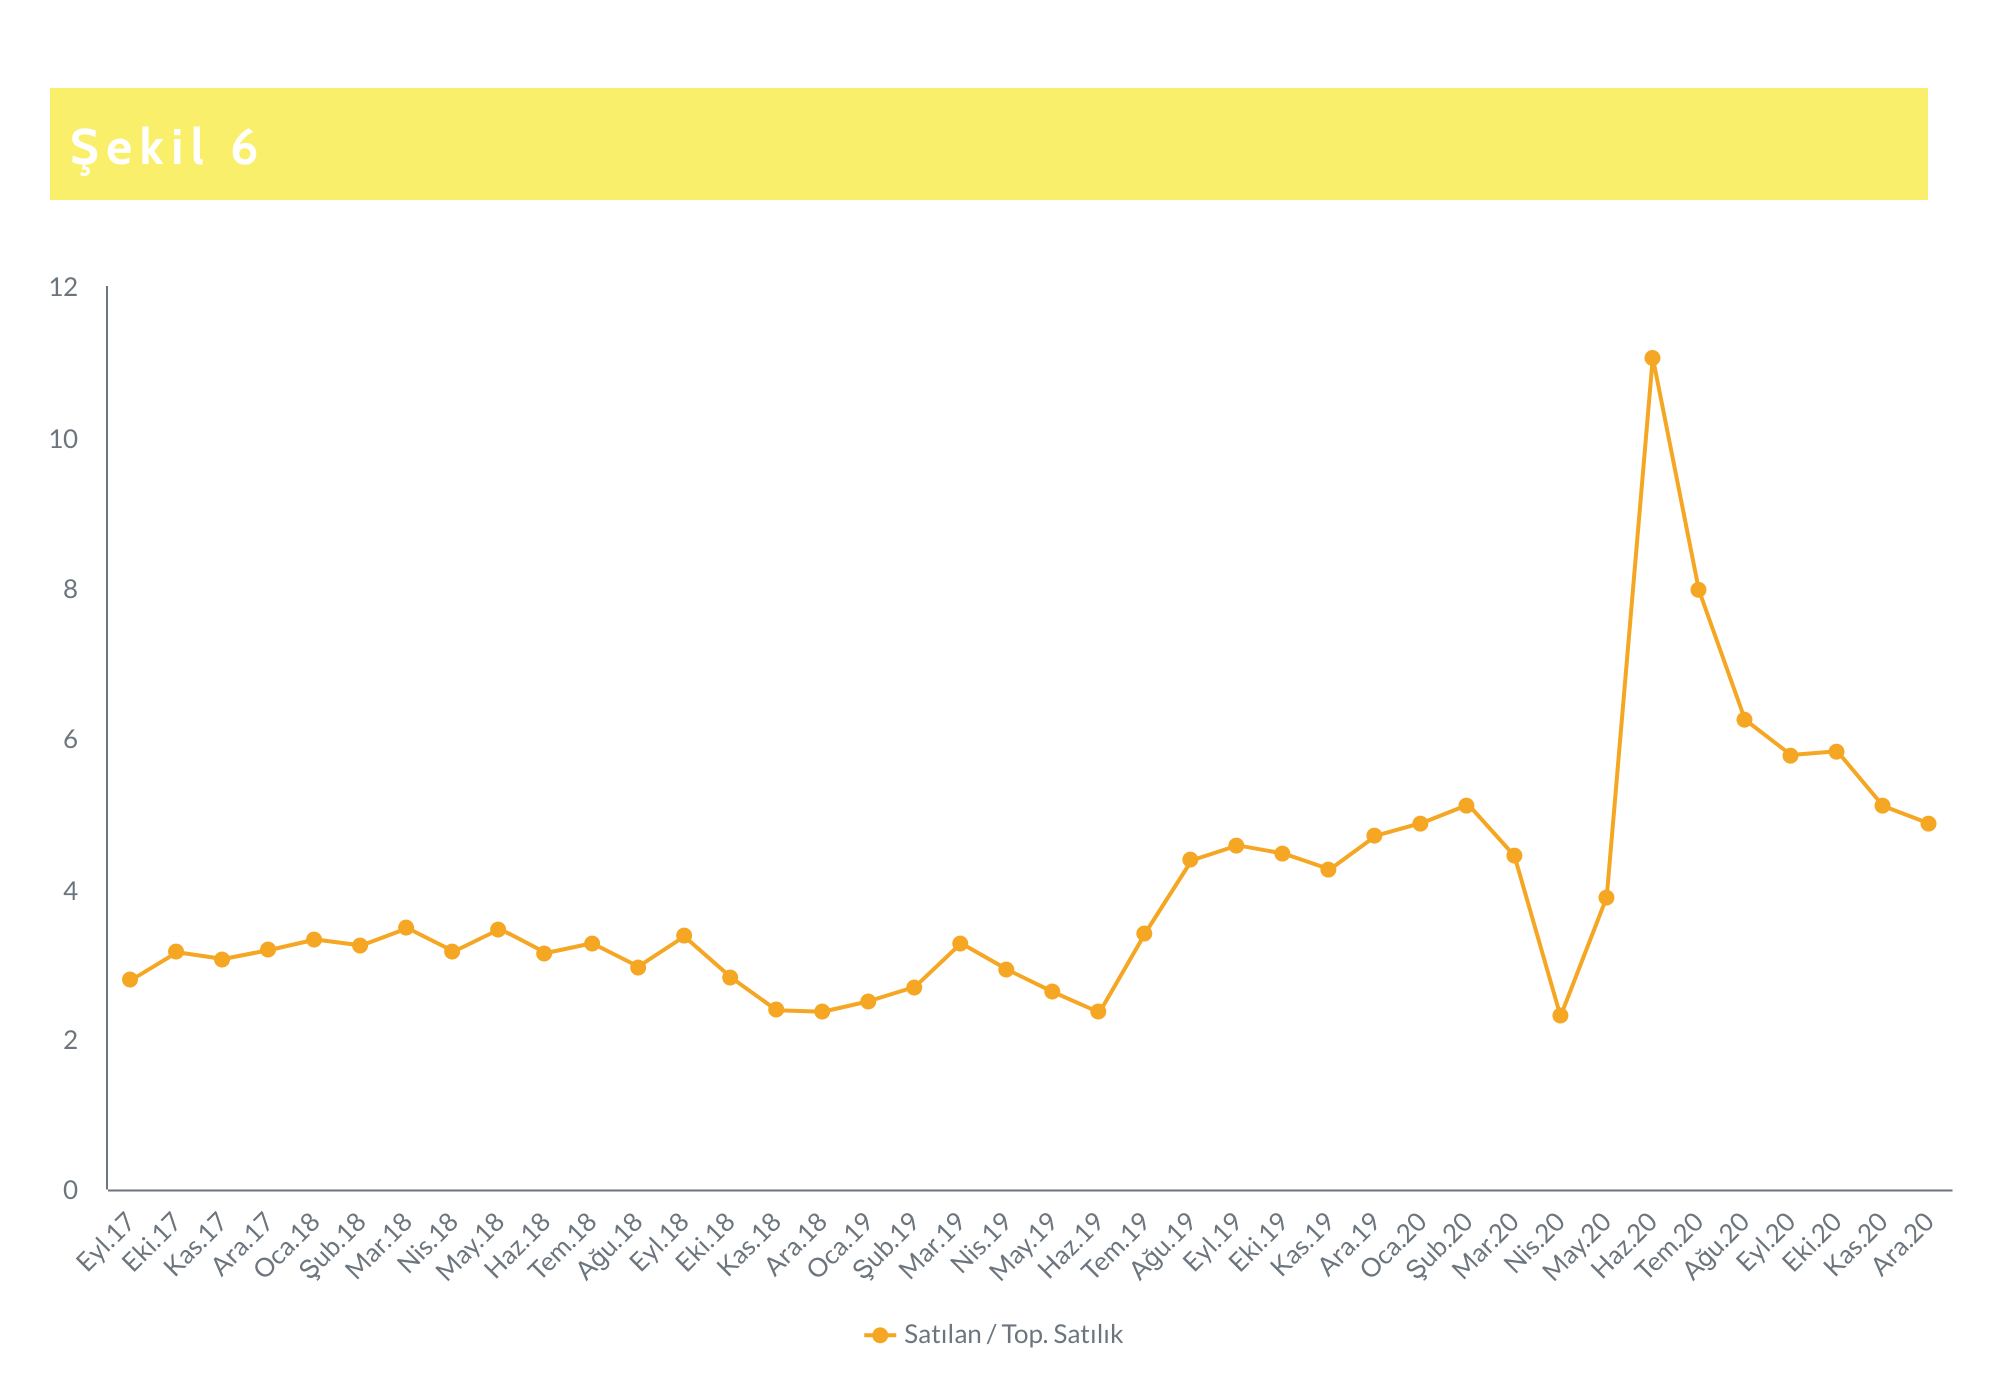 Şekil 6
12
10
8
6
4
2
0
Eyl.17
Eki.17
Kas.17
Ara.17
Oca.18
Şub.18
Mar.18
Nis.18
May.18
Haz.18
Tem.18
Ağu.18
Eyl.18
Eki.18
Kas.18
Ara.18
Oca.19
Şub.19
Mar.19
Nis.19
May.19
Haz.19
Tem.19
Ağu.19
Eyl.19
Eki.19
Kas.19
Ara.19
Oca.20
Şub.20
Mar.20
Nis.20
May.20
Haz.20
Tem.20
Ağu.20
Eyl.20
Eki.20
Kas.20
Ara.20
Satılan / Top. Satılık